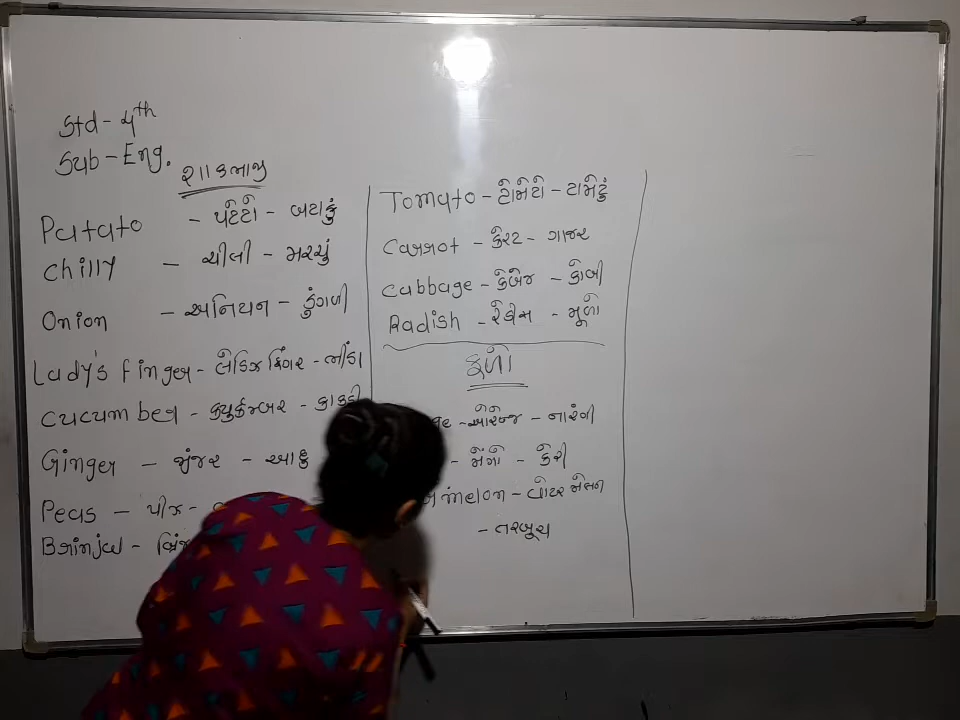 Std - 4th
Sub - Eng.
શાકભાજી
Patato - પટેટો - બટાકું
Chilly - ચીલી - મરચું
Onion - અનિયન - ડુંગળી
Lady's finger - લેડિઝ ફિંગર - ભીંડા
Cucumber - ક્યુકમ્બર - કાકડી
Ginger - જીંજર - આદુ
Peas - પીઝ -
Brinjal -
Tomato - ટોમેટો - ટામેટું
Carrot - કેરટ - ગાજર
Cabbage - કેબેજ - કોબી
Radish - રેડીસ - મૂળો
ફળો
- ઓરેન્જ - નારંગી
- મેંગો - કેરી
melon - વોટરમેલન
- તરબૂચ